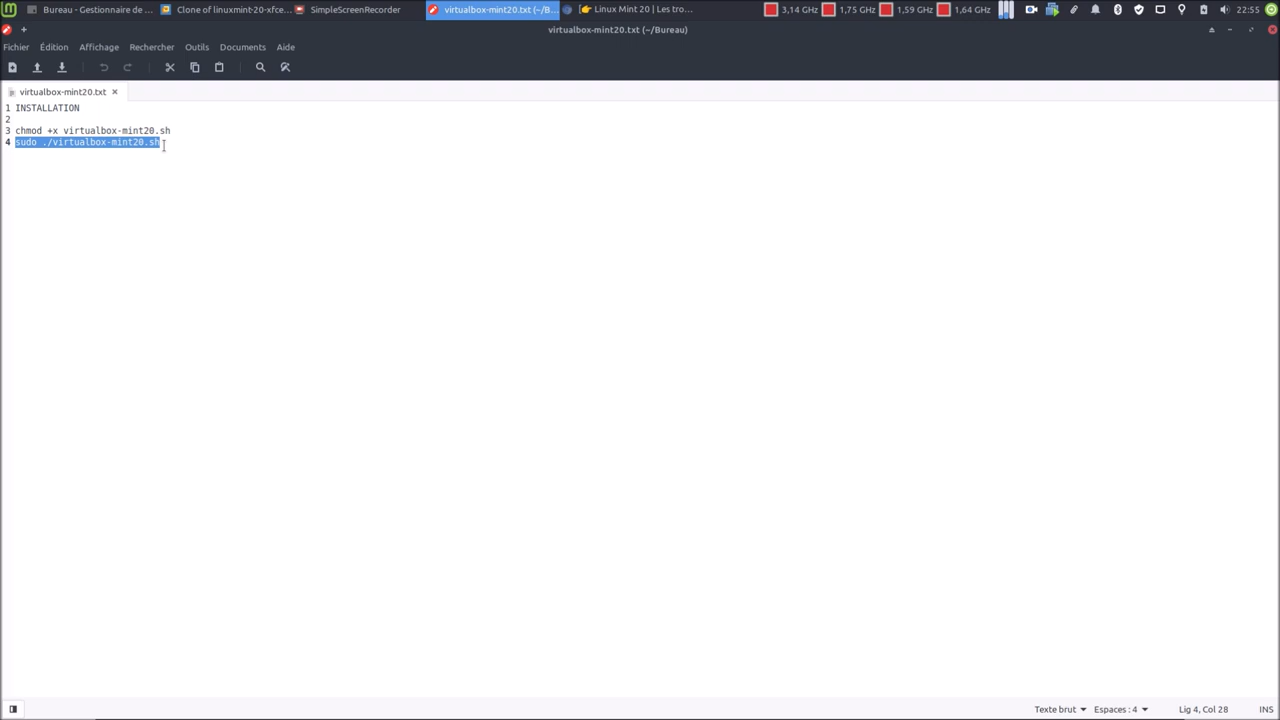 Bureau - Gestionnaire de ... Clone of linuxmint-20-xfce... SimpleScreenRecorder virtualbox-mint20.txt (~/B... Linux Mint 20 | Les tro... 3,14 GHz 1,75 GHz 1,59 GHz 1,64 GHz 22:55
virtualbox-mint20.txt (~/Bureau)
Fichier Édition Affichage Rechercher Outils Documents Aide
virtualbox-mint20.txt
1 INSTALLATION
2
3 chmod +x virtualbox-mint20.sh
4 sudo ./virtualbox-mint20.sh
Texte brut Espaces : 4 Lig 4, Col 28 INS